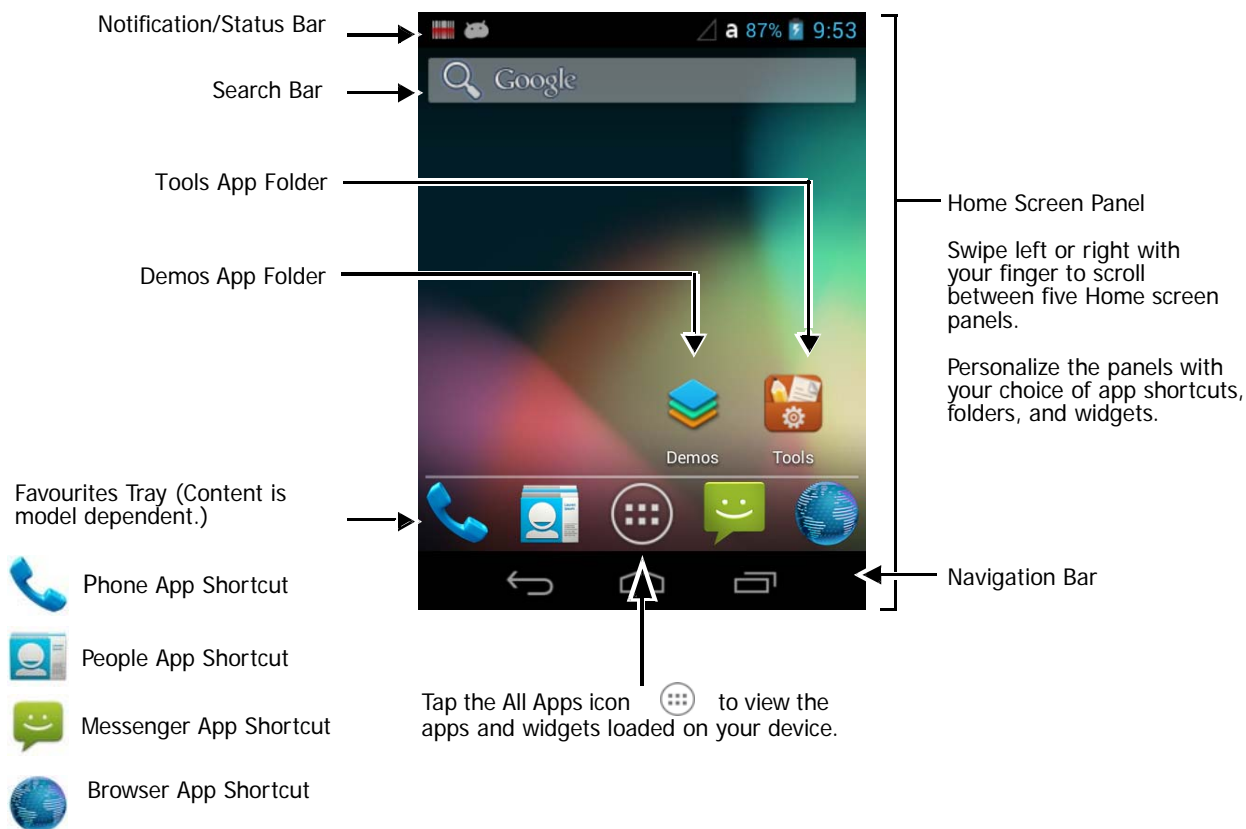 Notification/Status Bar
a 87% 9:53
Search Bar
Google
Tools App Folder
Demos App Folder
Home Screen Panel
Swipe left or right with
your finger to scroll
between five Home screen
panels.
Personalize the panels with
your choice of app shortcuts,
folders, and widgets.
Demos
Tools
Favourites Tray (Content is
model dependent.)
Phone App Shortcut
People App Shortcut
Messenger App Shortcut
Browser App Shortcut
Navigation Bar
Tap the All Apps icon to view the
apps and widgets loaded on your device.